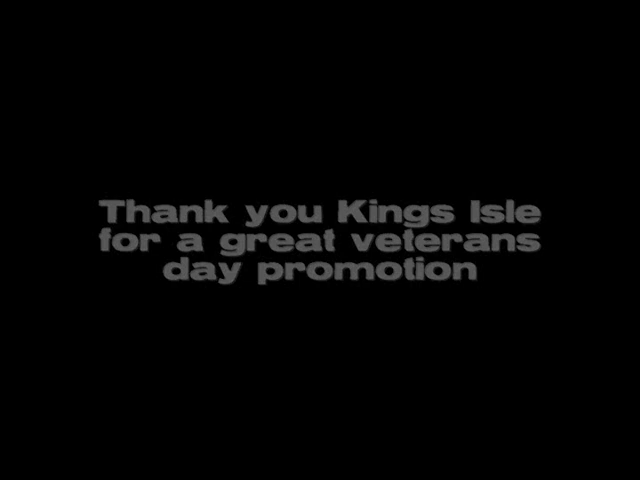 Thank you Kings Isle
for a great veterans
day promotion